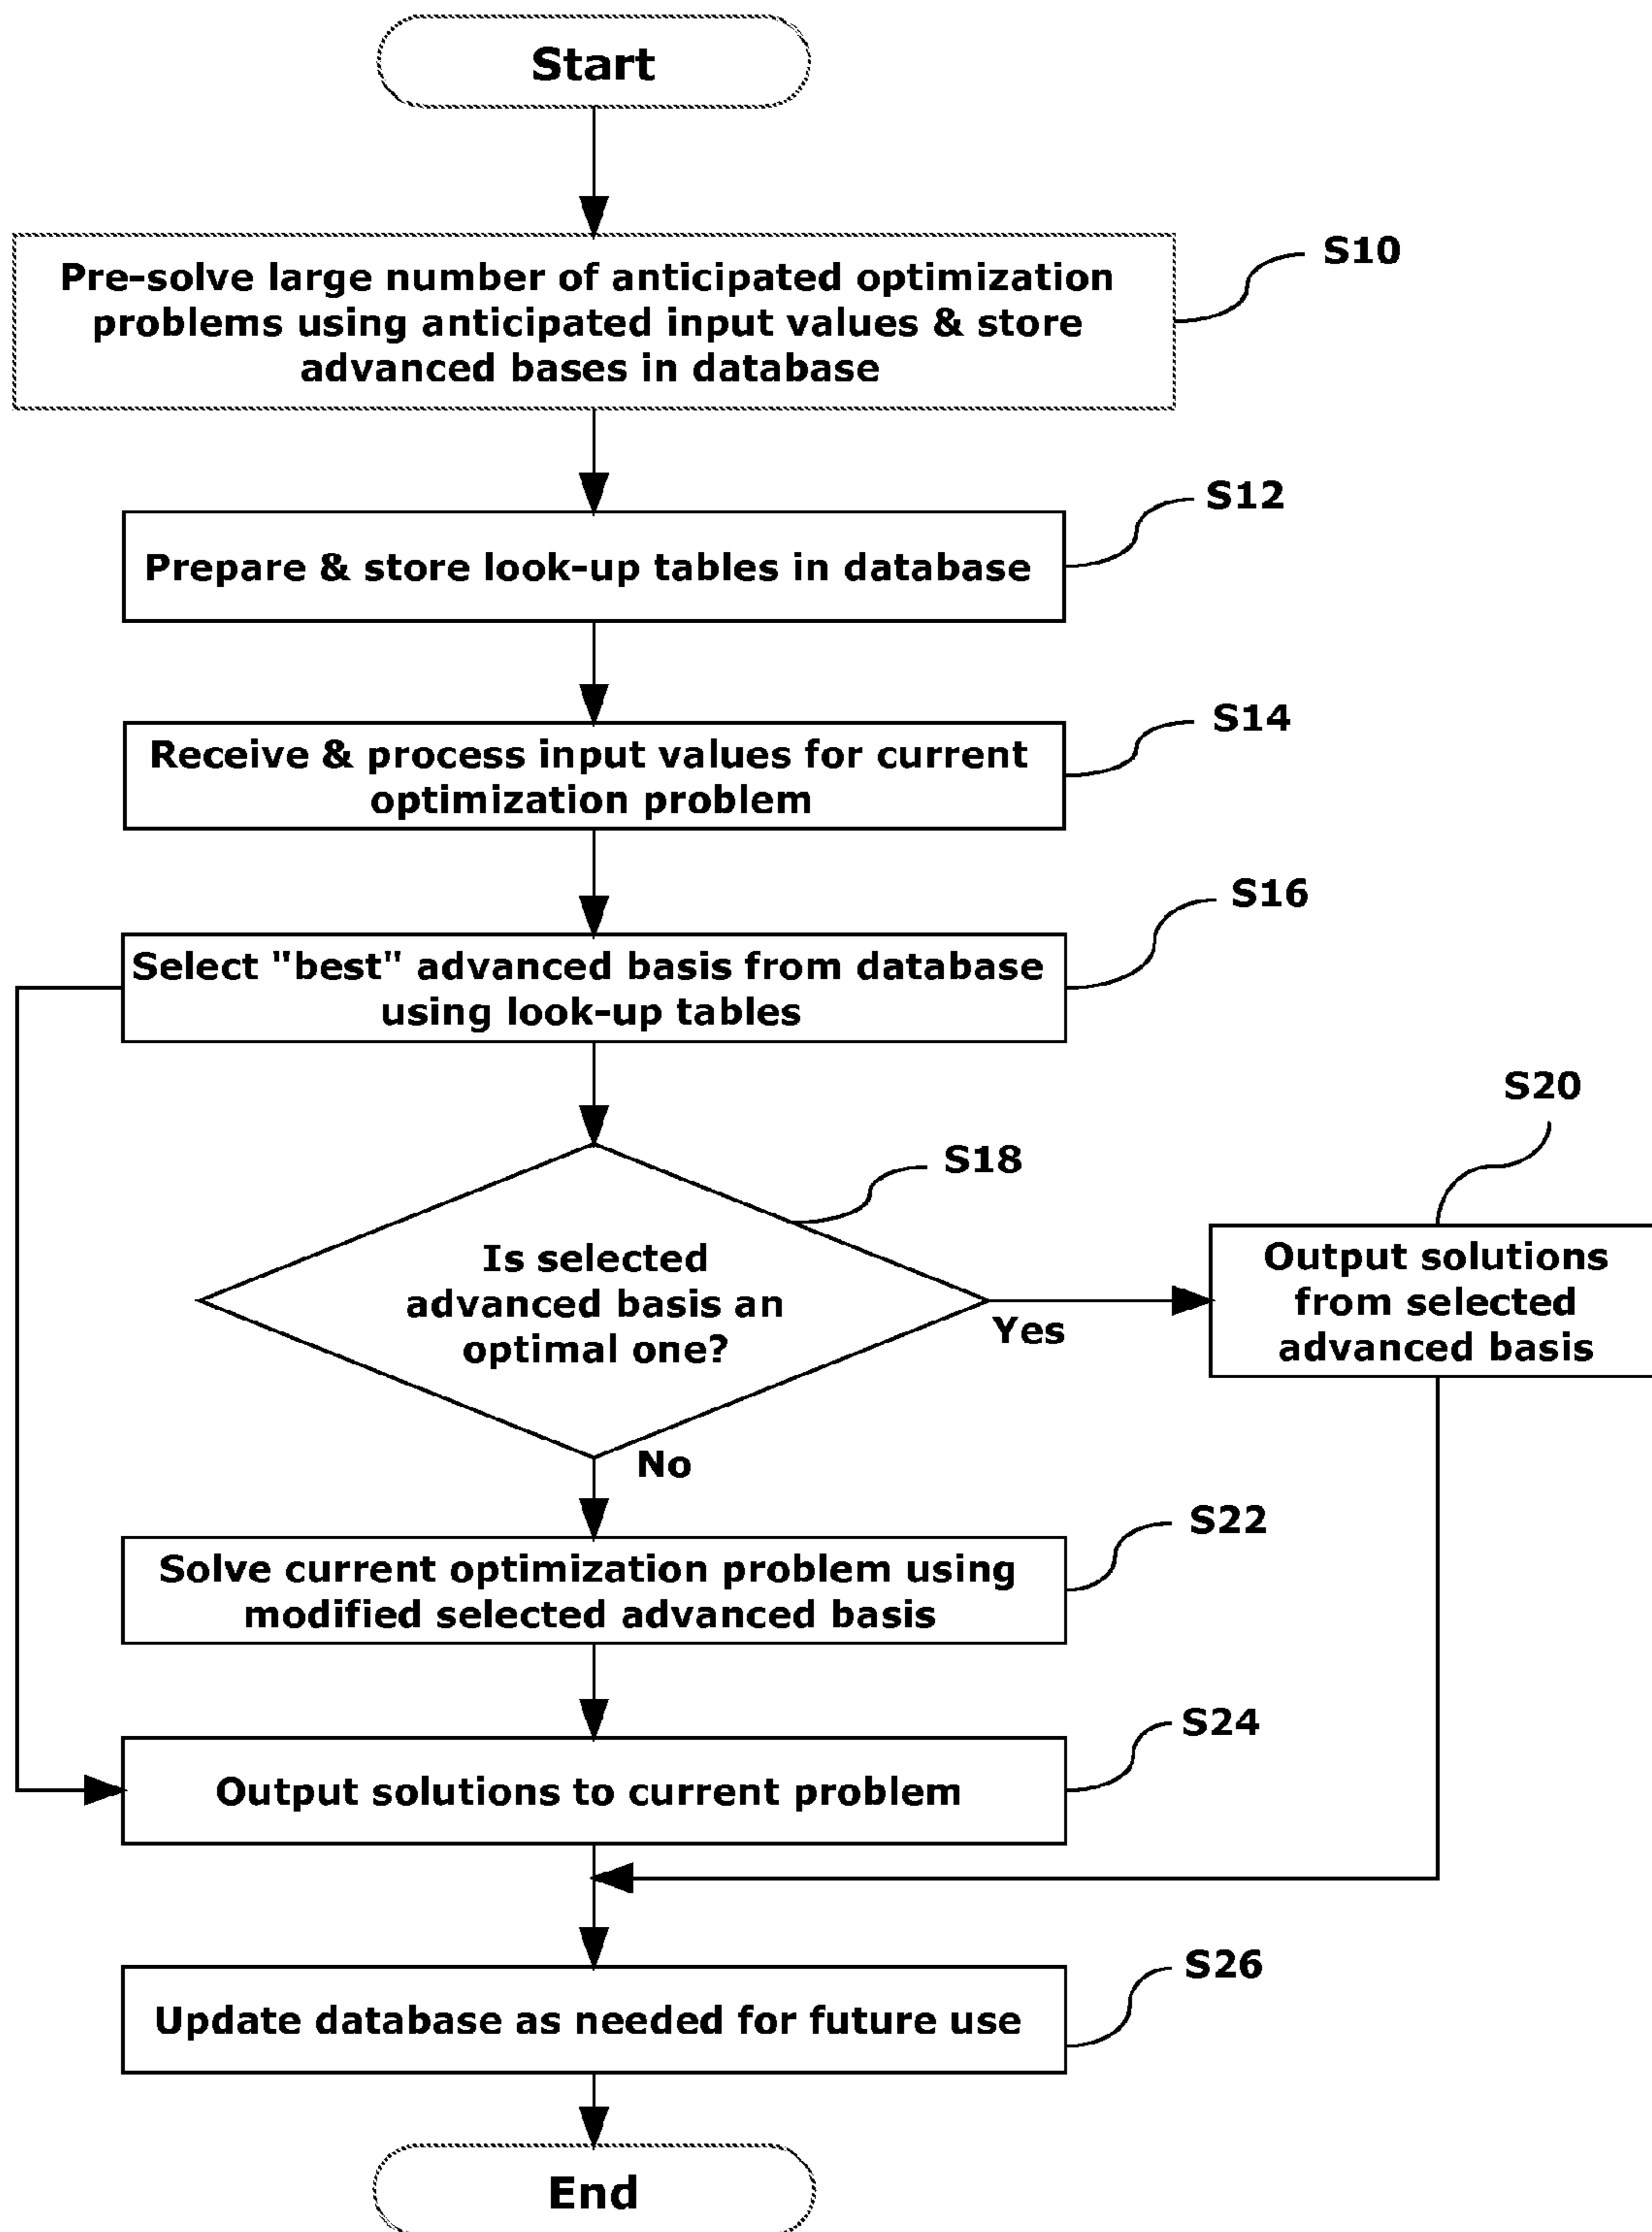 Start
S10
Pre-solve large number of anticipated optimization
problems using anticipated input values & store
advanced bases in database
S12
Prepare & store look-up tables in database
S14
Receive & process input values for current
optimization problem
S16
Select "best" advanced basis from database
using look-up tables
S18
Is selected
advanced basis an
optimal one?
Yes
S20
Output solutions
from selected
advanced basis
No
S22
Solve current optimization problem using
modified selected advanced basis
S24
Output solutions to current problem
S26
Update database as needed for future use
End